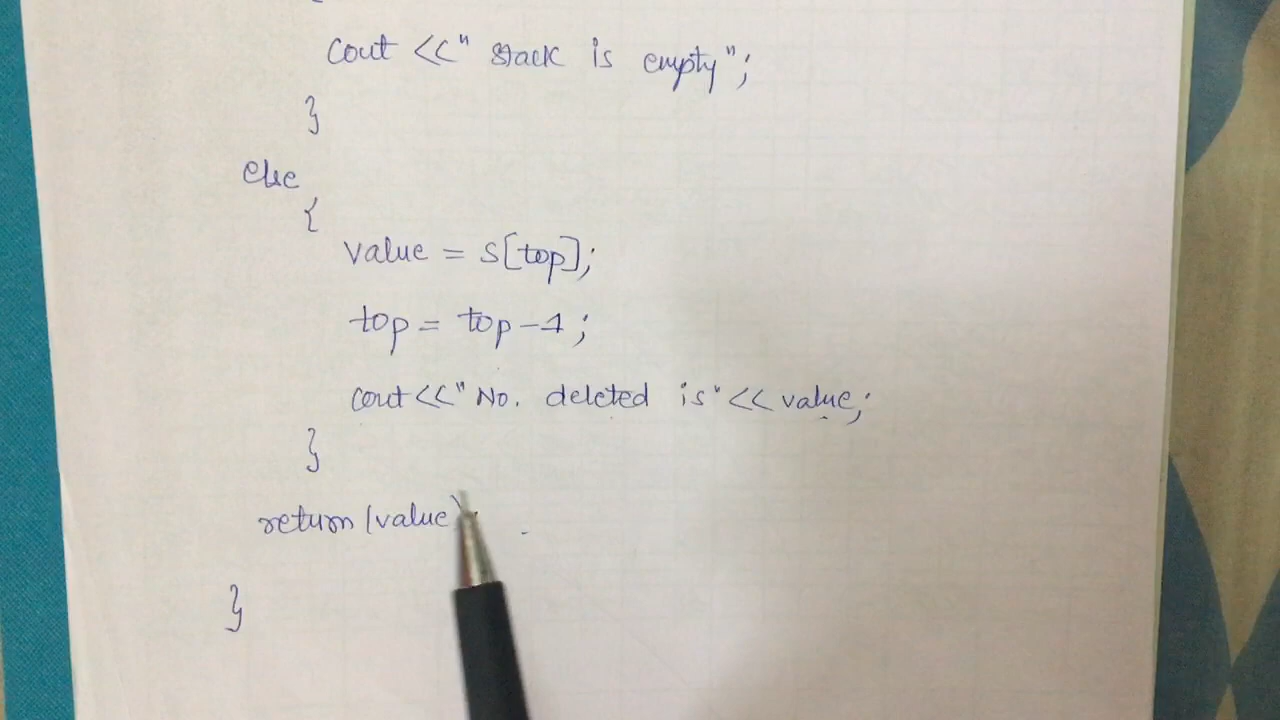 cout <<" stack is empty";
}
else
{
value = s[top];
top = top-1;
cout<<"No. deleted is"<<value;
}
return(value)
}